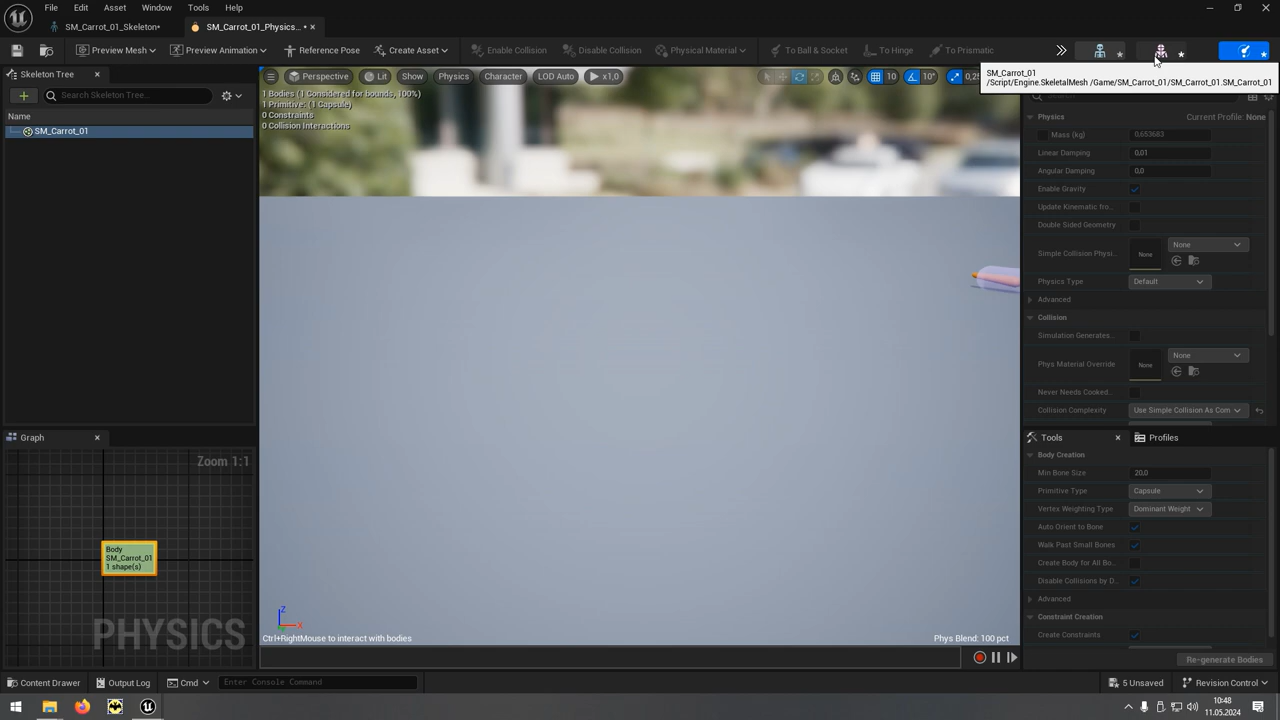 File Edit Asset Window Tools Help
SM_Carrot_01_Skeleton*
SM_Carrot_01_Physics...
Preview Mesh
Preview Animation
Reference Pose
Create Asset
Enable Collision
Disable Collision
Physical Material
To Ball & Socket
To Hinge
To Prismatic
SM_Carrot_01
/Script/Engine.SkeletalMesh /Game/SM_Carrot_01/SM_Carrot_01.SM_Carrot_01
Skeleton Tree
Search Skeleton Tree...
Name
SM_Carrot_01
Perspective
Lit
Show
Physics
Character
LOD Auto
x1,0
10
10°
0,25
1 Bodies (1 Considered for bounds, 100%)
1 Primitive: (1 Capsule)
0 Constraints
0 Collision Interactions
Search
Physics
Current Profile: None
Mass (kg)
0,653683
Linear Damping
0,01
Angular Damping
0,0
Enable Gravity
Update Kinematic fro...
Double Sided Geometry
Simple Collision Physi...
None
None
Physics Type
Default
Advanced
Collision
Simulation Generates...
Phys Material Override
None
None
Never Needs Cooked...
Collision Complexity
Use Simple Collision As Com
Graph
Zoom 1:1
Body
SM_Carrot_01
1 shape(s)
PHYSICS
Z
X
Ctrl+RightMouse to interact with bodies
Phys Blend: 100 pct
Tools
Profiles
Body Creation
Min Bone Size
20,0
Primitive Type
Capsule
Vertex Weighting Type
Dominant Weight
Auto Orient to Bone
Walk Past Small Bones
Create Body for All Bo...
Disable Collisions by D...
Advanced
Constraint Creation
Create Constraints
Re-generate Bodies
Content Drawer
Output Log
Cmd
Enter Console Command
5 Unsaved
Revision Control
10:48
11.05.2024